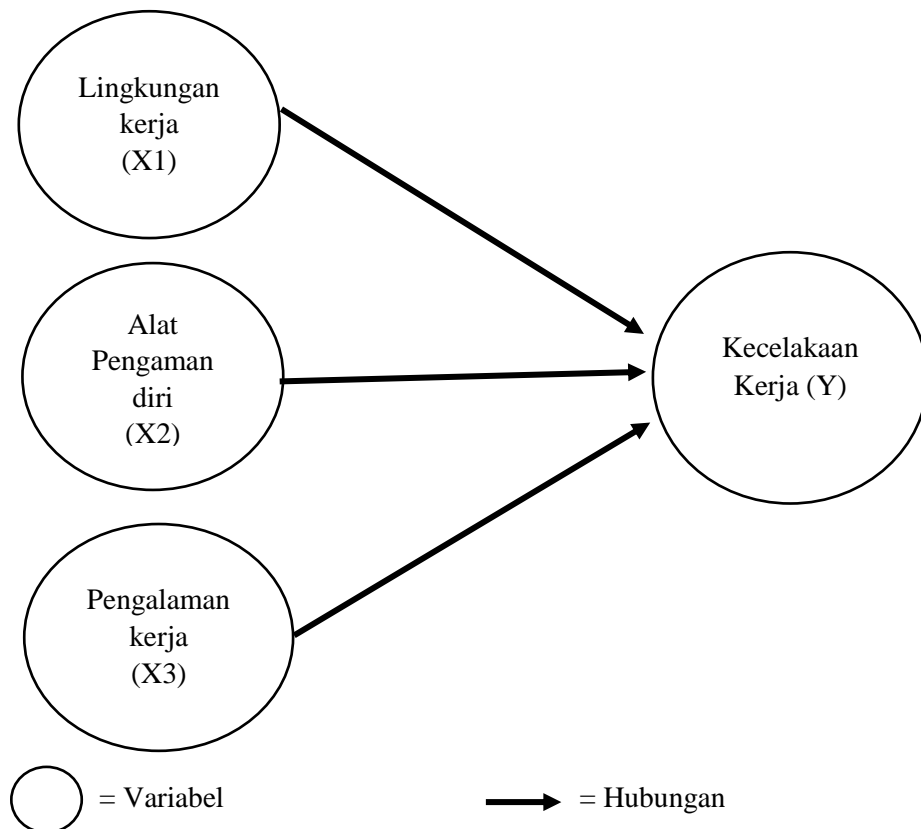 Lingkungan
kerja
(X1)
Alat
Pengaman
diri
(X2)
Kecelakaan
Kerja (Y)
Pengalaman
kerja
(X3)
= Variabel
= Hubungan